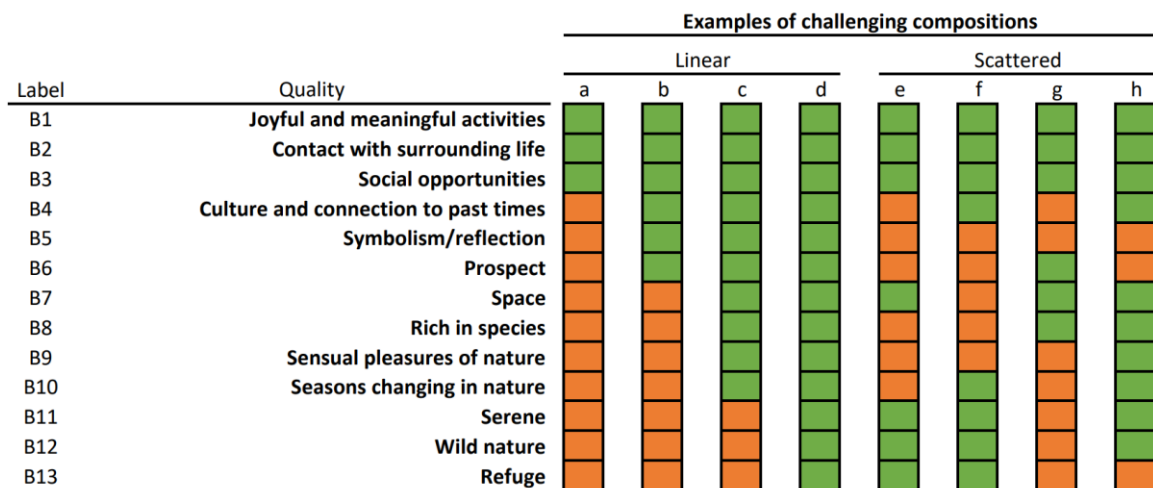 Examples of challenging compositions
Linear Scattered
Label Quality a b c d e f g h
B1 Joyful and meaningful activities
B2 Contact with surrounding life
B3 Social opportunities
B4 Culture and connection to past times
B5 Symbolism/reflection
B6 Prospect
B7 Space
B8 Rich in species
B9 Sensual pleasures of nature
B10 Seasons changing in nature
B11 Serene
B12 Wild nature
B13 Refuge